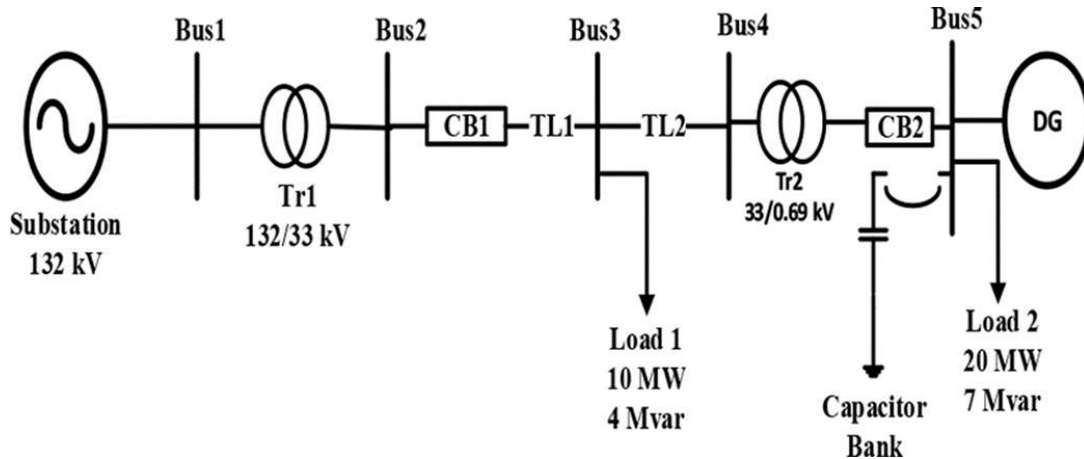 Bus1
Bus2
Bus3
Bus4
Bus5
CB1
TL1
TL2
CB2
DG
Substation
132 kV
Tr1
132/33 kV
Tr2
33/0.69 kV
Load 1
10 MW
4 Mvar
Capacitor
Bank
Load 2
20 MW
7 Mvar